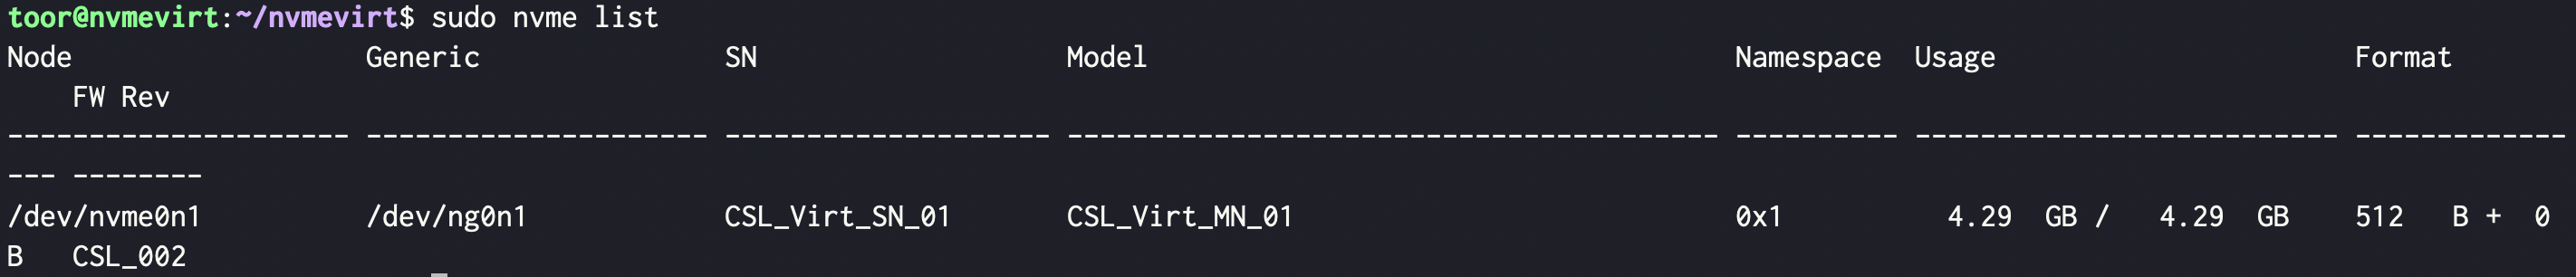 toor@nvmevirt:~/nvmevirt$ sudo nvme list
Node                  Generic               SN                   Model                                    Namespace  Usage                      Format
    FW Rev
--------------------- --------------------- -------------------- ---------------------------------------- ---------- -------------------------- -------------
--- --------
/dev/nvme0n1          /dev/ng0n1            CSL_Virt_SN_01       CSL_Virt_MN_01                           0x1          4.29  GB /   4.29  GB    512   B +  0
B   CSL_002